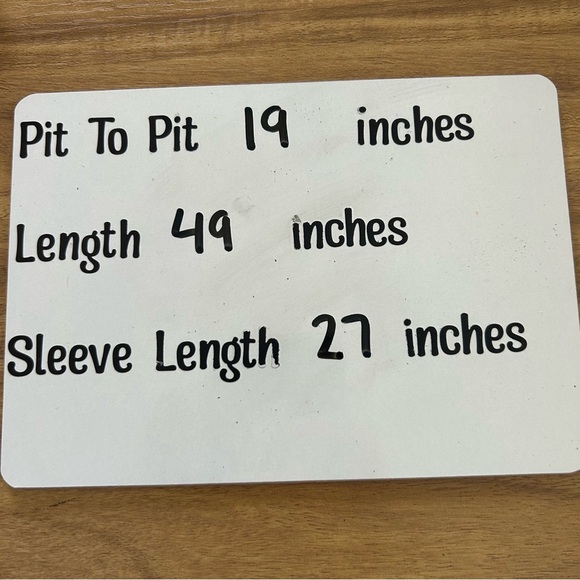 Pit To Pit 19 inches
Length 49 inches
Sleeve Length 27 inches